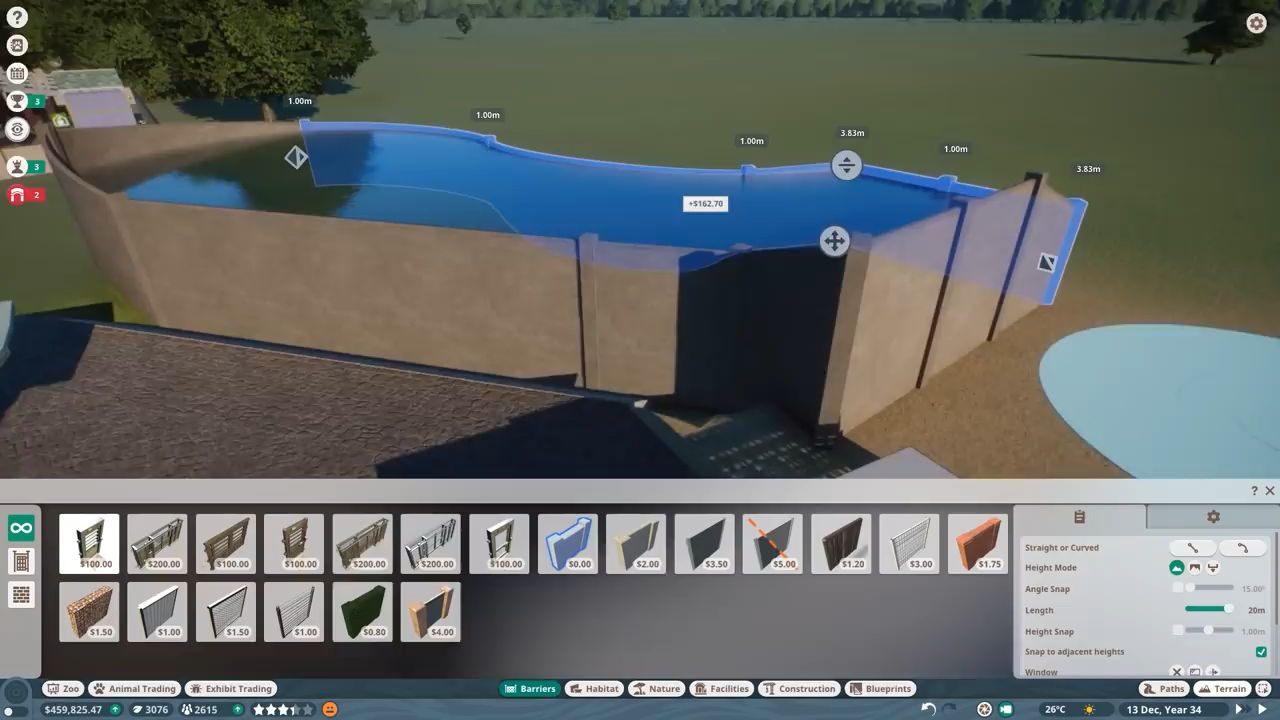 ?
3
3
2
1.00m
1.00m
1.00m
3.83m
1.00m
3.83m
+$162.70
?
$100.00
$200.00
$100.00
$100.00
$200.00
$200.00
$100.00
$0.00
$2.00
$3.50
$5.00
$1.20
$3.00
$1.75
$1.50
$1.00
$1.50
$1.00
$0.80
$4.00
Straight or Curved
Height Mode
Angle Snap 15.00°
Length 20m
Height Snap 1.00m
Snap to adjacent heights
Window
Zoo Animal Trading Exhibit Trading Barriers Habitat Nature Facilities Construction Blueprints Paths Terrain
$459,825.47 3076 2615 26°C 13 Dec, Year 34